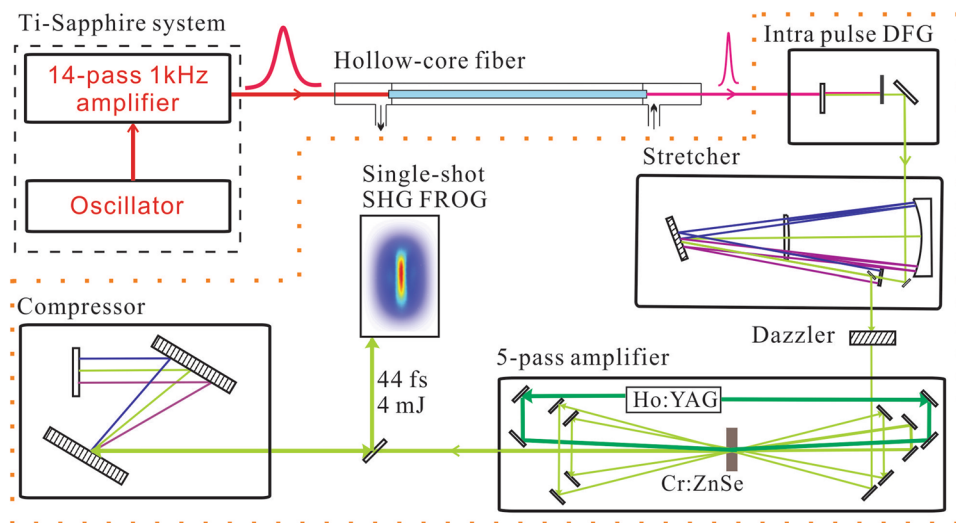 Ti-Sapphire system
14-pass 1kHz
amplifier
Oscillator
Hollow-core fiber
Intra pulse DFG
Stretcher
Single-shot
SHG FROG
Dazzler
Compressor
44 fs
4 mJ
5-pass amplifier
Ho:YAG
Cr:ZnSe